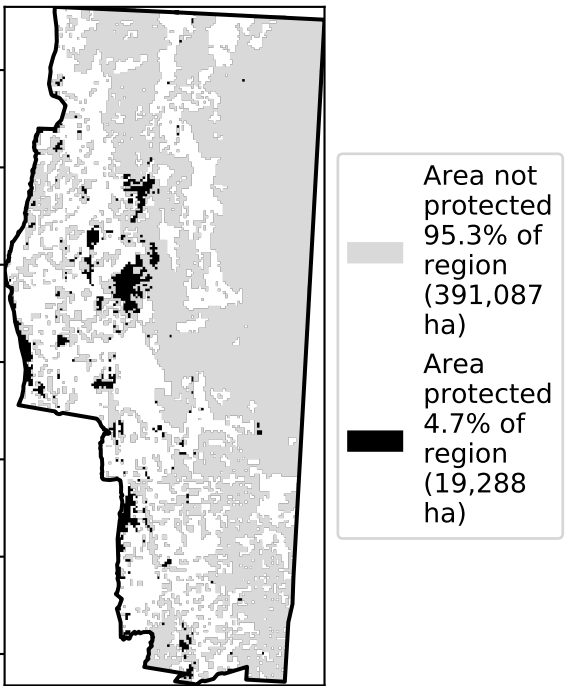 Area not
protected
95.3% of
region
(391,087
ha)
Area
protected
4.7% of
region
(19,288
ha)